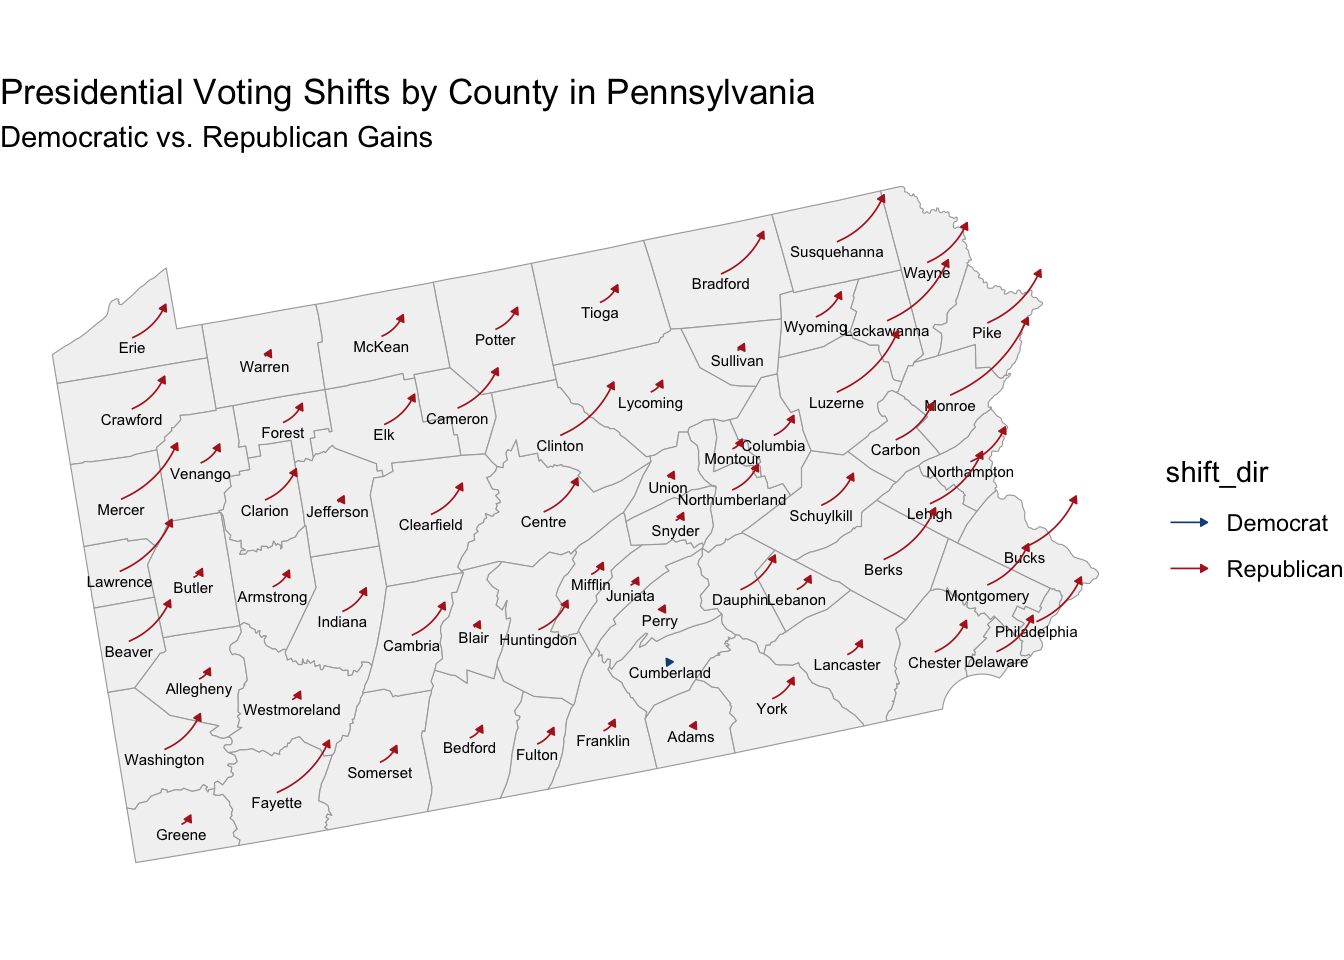 Presidential Voting Shifts by County in Pennsylvania
Democratic vs. Republican Gains
Susquehanna
Wayne
Bradford
Tioga
Wyoming
Lackawanna
Pike
Potter
McKean
Erie
Warren
Sullivan
Crawford
Forest
Elk
Cameron
Lycoming
Luzerne
Monroe
Clinton
Columbia
Carbon
Montour
Venango
Northampton
Union
Northumberland
Mercer
Clarion
Jefferson
Clearfield
Centre
Snyder
Schuylkill
Lehigh
shift_dir
Democrat
Republican
Bucks
Lawrence
Butler
Armstrong
Mifflin
Juniata
Berks
Dauphin
Lebanon
Montgomery
Indiana
Perry
Philadelphia
Beaver
Cambria
Blair
Huntingdon
Cumberland
Lancaster
Chester
Delaware
Allegheny
Westmoreland
York
Washington
Somerset
Bedford
Fulton
Franklin
Adams
Fayette
Greene